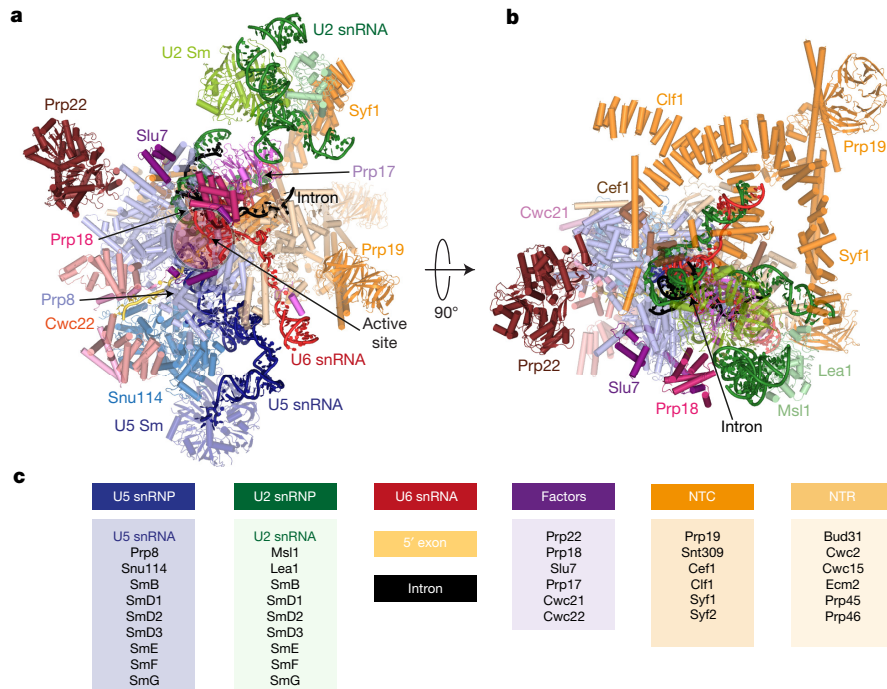 a
U2 snRNA
U2 Sm
Syf1
Prp22
Slu7
Prp17
Intron
Prp18
Prp19
Prp8
Cwc22
Active
site
U6 snRNA
Snu114
U5 snRNA
U5 Sm
90°
b
Clf1
Prp19
Cef1
Cwc21
Syf1
Prp22
Slu7
Lea1
Prp18
Msl1
Intron
c
U5 snRNP
U5 snRNA
Prp8
Snu114
SmB
SmD1
SmD2
SmD3
SmE
SmF
SmG
U2 snRNP
U2 snRNA
Msl1
Lea1
SmB
SmD1
SmD2
SmD3
SmE
SmF
SmG
U6 snRNA
5′ exon
Intron
Factors
Prp22
Prp18
Slu7
Prp17
Cwc21
Cwc22
NTC
Prp19
Snt309
Cef1
Clf1
Syf1
Syf2
NTR
Bud31
Cwc2
Cwc15
Ecm2
Prp45
Prp46